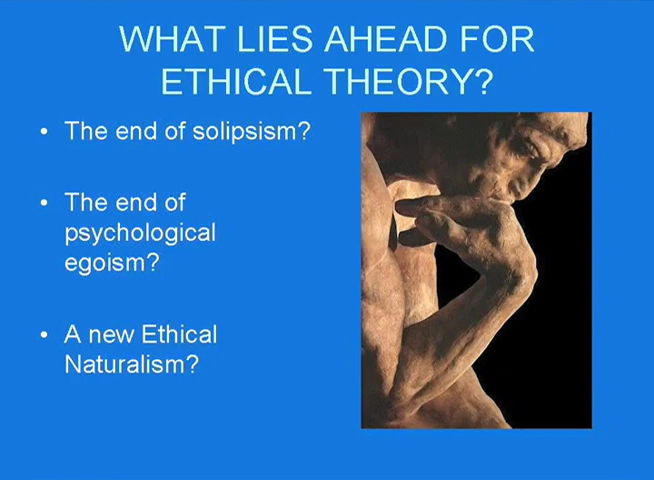 WHAT LIES AHEAD FOR
ETHICAL THEORY?
• The end of solipsism?
• The end of
psychological
egoism?
• A new Ethical
Naturalism?